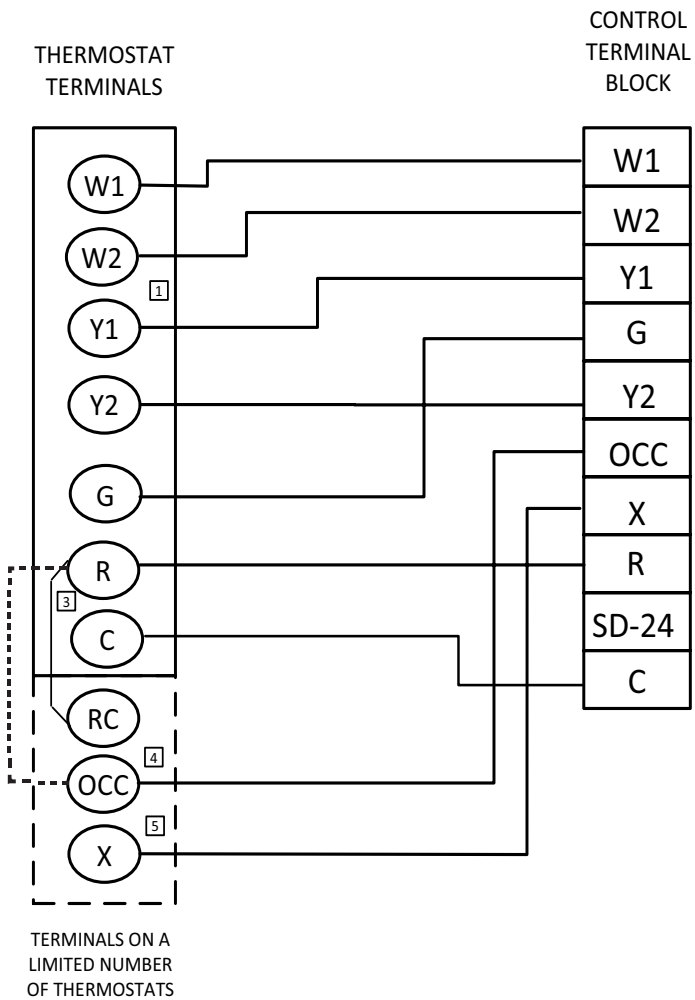 THERMOSTAT
TERMINALS
W1
W2
1
Y1
Y2
G
R
3
C
RC
4
OCC
5
X
TERMINALS ON A
LIMITED NUMBER
OF THERMOSTATS
CONTROL
TERMINAL
BLOCK
W1
W2
Y1
G
Y2
OCC
X
R
SD-24
C